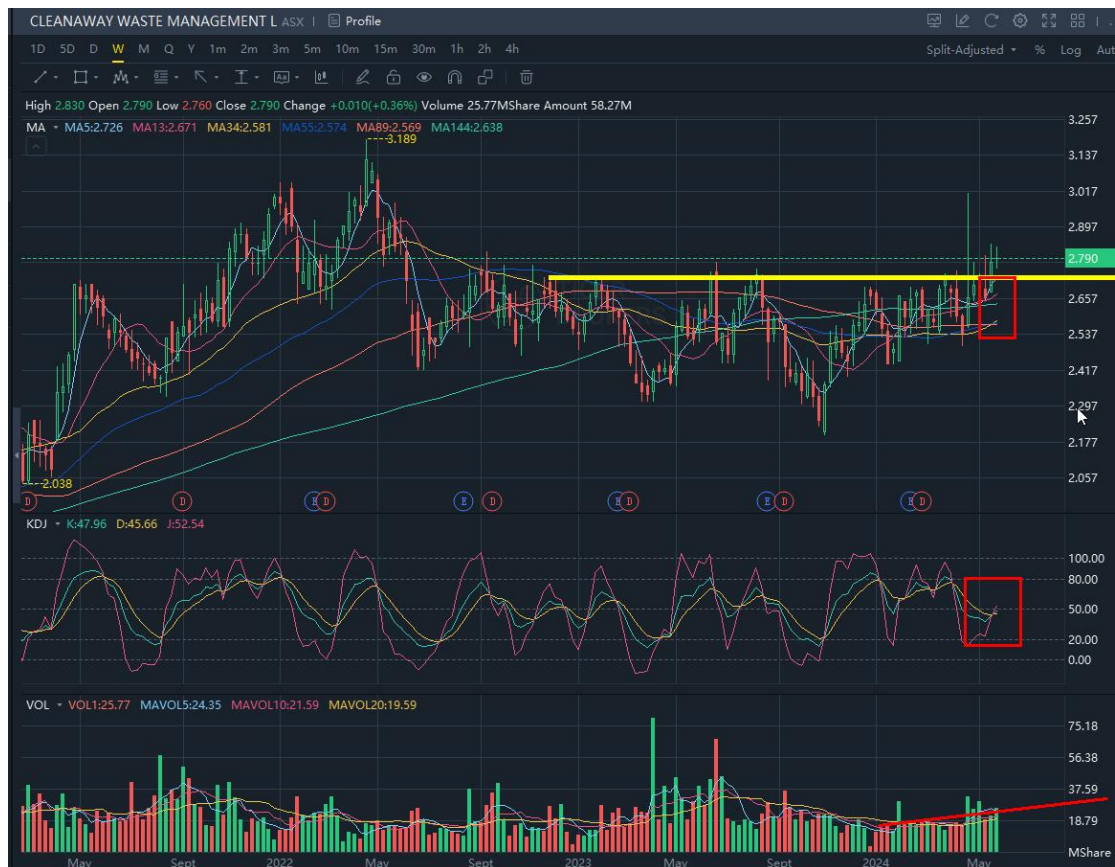 CLEANAWAY WASTE MANAGEMENT L ASX Profile
1D 5D D W M Q Y 1m 2m 3m 5m 10m 15m 30m 1h 2h 4h Split-Adjusted % Log Aut
High 2.830 Open 2.790 Low 2.760 Close 2.790 Change +0.010(+0.36%) Volume 25.77MShare Amount 58.27M
MA MA5:2.726 MA13:2.671 MA34:2.581 MA55:2.574 MA89:2.569 MA144:2.638
3.257
3.189
3.137
3.017
2.897
2.790
2.657
2.537
2.417
2.297
2.177
2.057
2.038
D D E D E D E D E D E D
KDJ K:47.96 D:45.66 J:52.54
100.00
80.00
50.00
20.00
0.00
VOL VOL1:25.77 MAVOL5:24.35 MAVOL10:21.59 MAVOL20:19.59
75.18
56.38
37.59
18.79
MShare
May Sept 2022 May Sept 2023 May Sept 2024 May